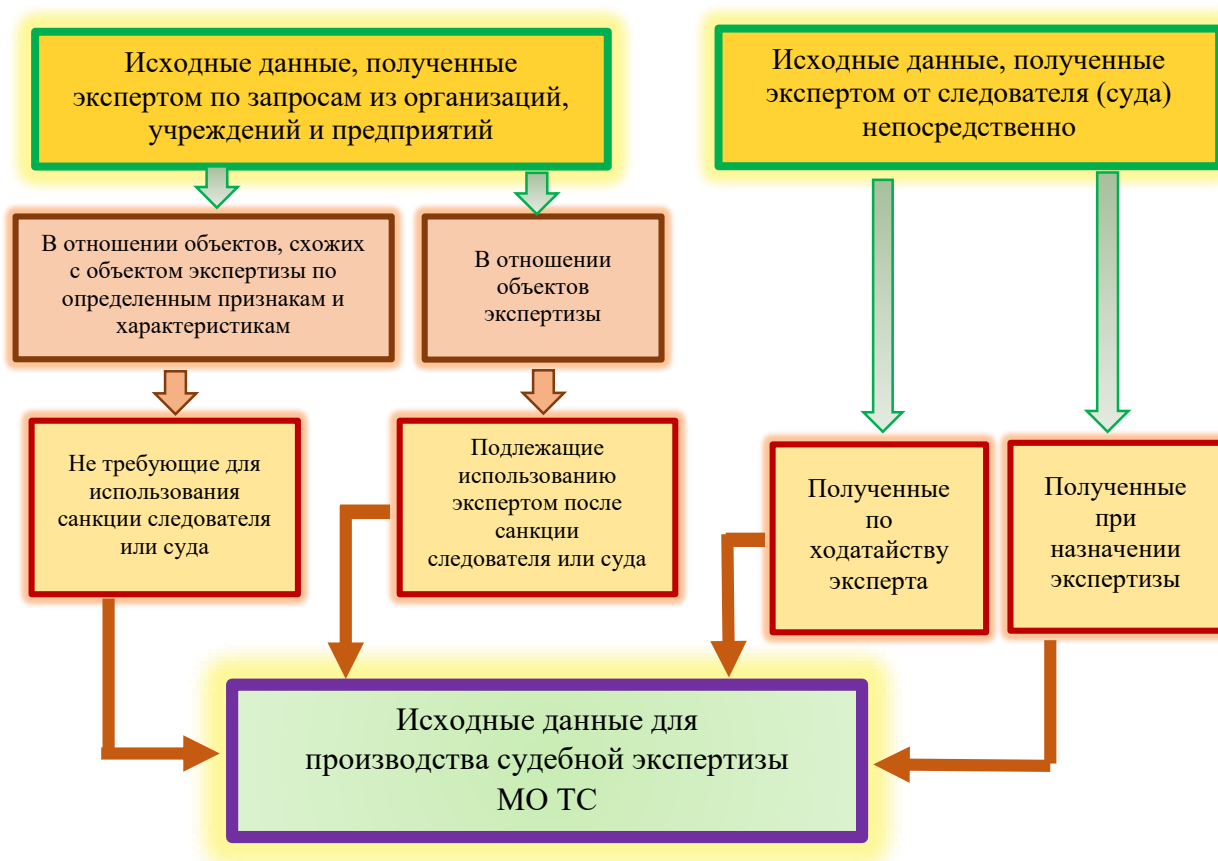 Исходные данные, полученные
экспертом по запросам из организаций,
учреждений и предприятий
Исходные данные, полученные
экспертом от следователя (суда)
непосредственно
В отношении объектов, схожих
с объектом экспертизы по
определенным признакам и
характеристикам
В отношении
объектов
экспертизы
Не требующие для
использования
санкции следователя
или суда
Подлежащие
использованию
экспертом после
санкции
следователя или суда
Полученные
по
ходатайству
эксперта
Полученные
при
назначении
экспертизы
Исходные данные для
производства судебной экспертизы
МО ТС